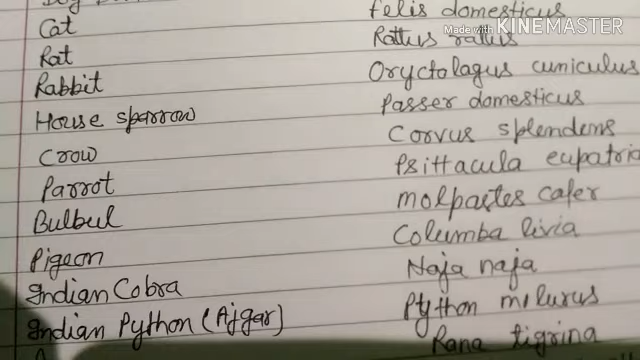 Felis domesticus
Made with KINEMASTER
Cat Rattus rattus
Rat Oryctolagus cuniculus
Rabbit Passer domesticus
House sparrow Corvus splendens
Crow Psittacula eupatria
Parrot molpastes cafer
Bulbul Columba livia
Pigeon Naja naja
Indian Cobra Python molurus
Indian Python (Ajgar) Rana tigrina